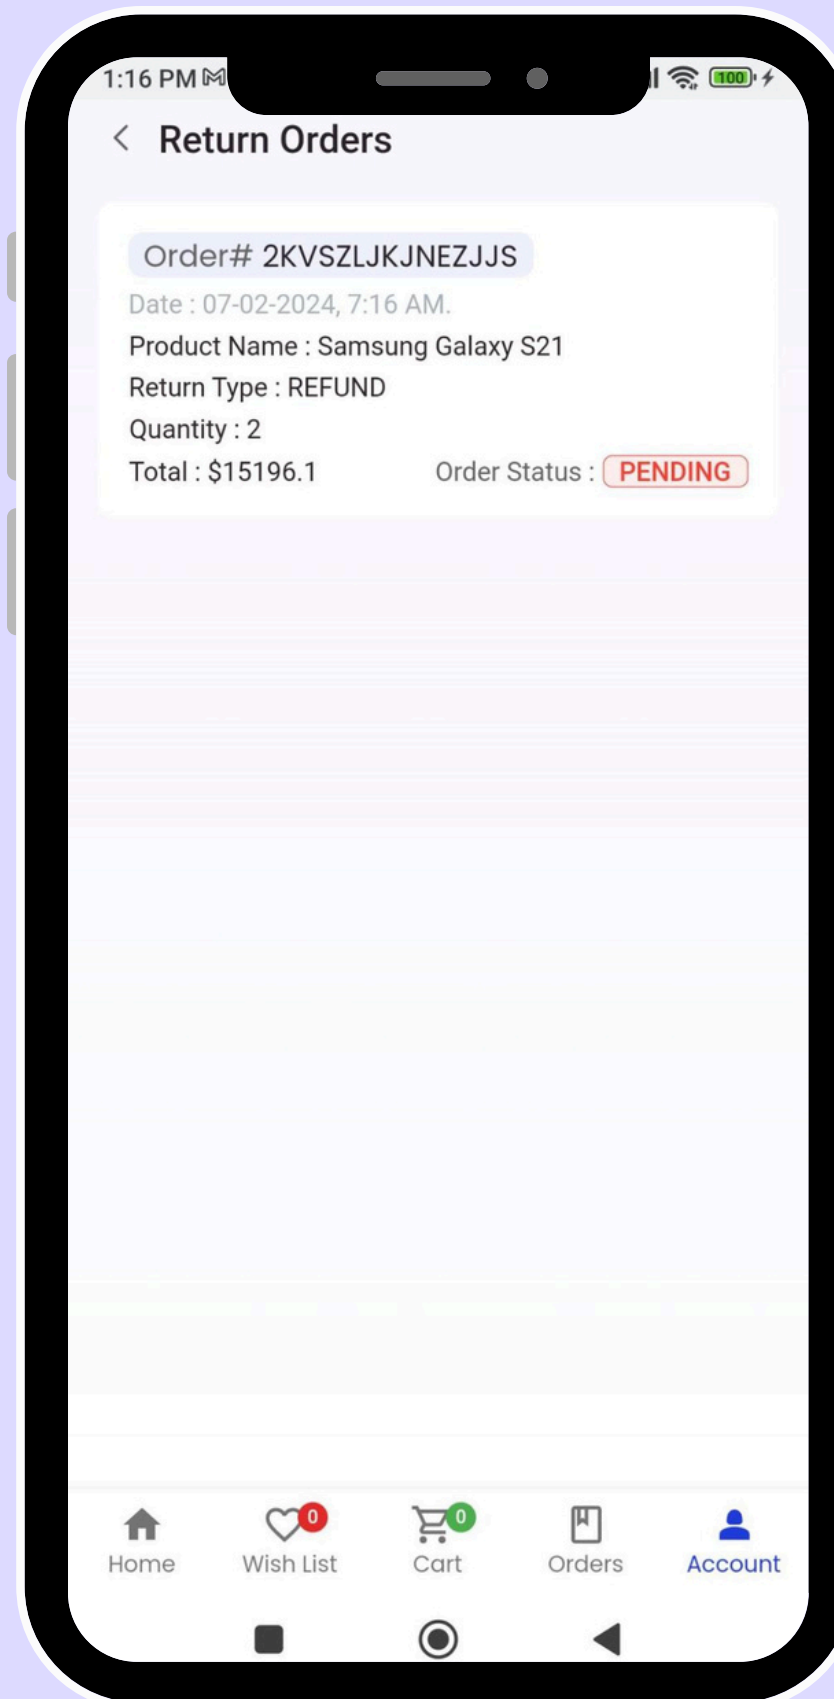 1:16 PM
100
Return Orders
Order# 2KVSZLJKJNEZJJS
Date : 07-02-2024, 7:16 AM.
Product Name : Samsung Galaxy S21
Return Type : REFUND
Quantity : 2
Total : $15196.1 Order Status : PENDING
0 0
Home Wish List Cart Orders Account